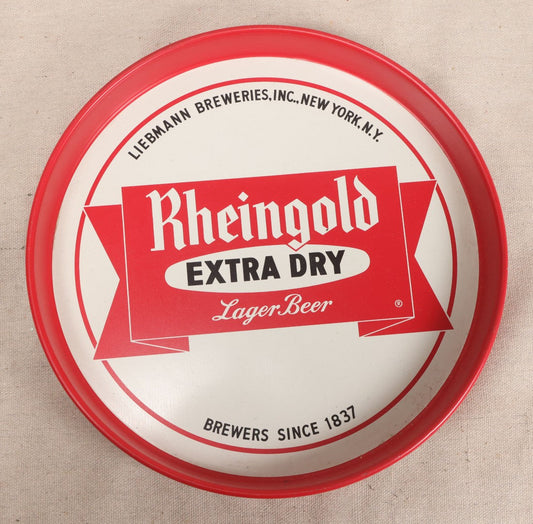 LIEBMANN BREWERIES, INC., NEW YORK, N.Y.
Rheingold
EXTRA DRY
Lager Beer
®
BREWERS SINCE 1837